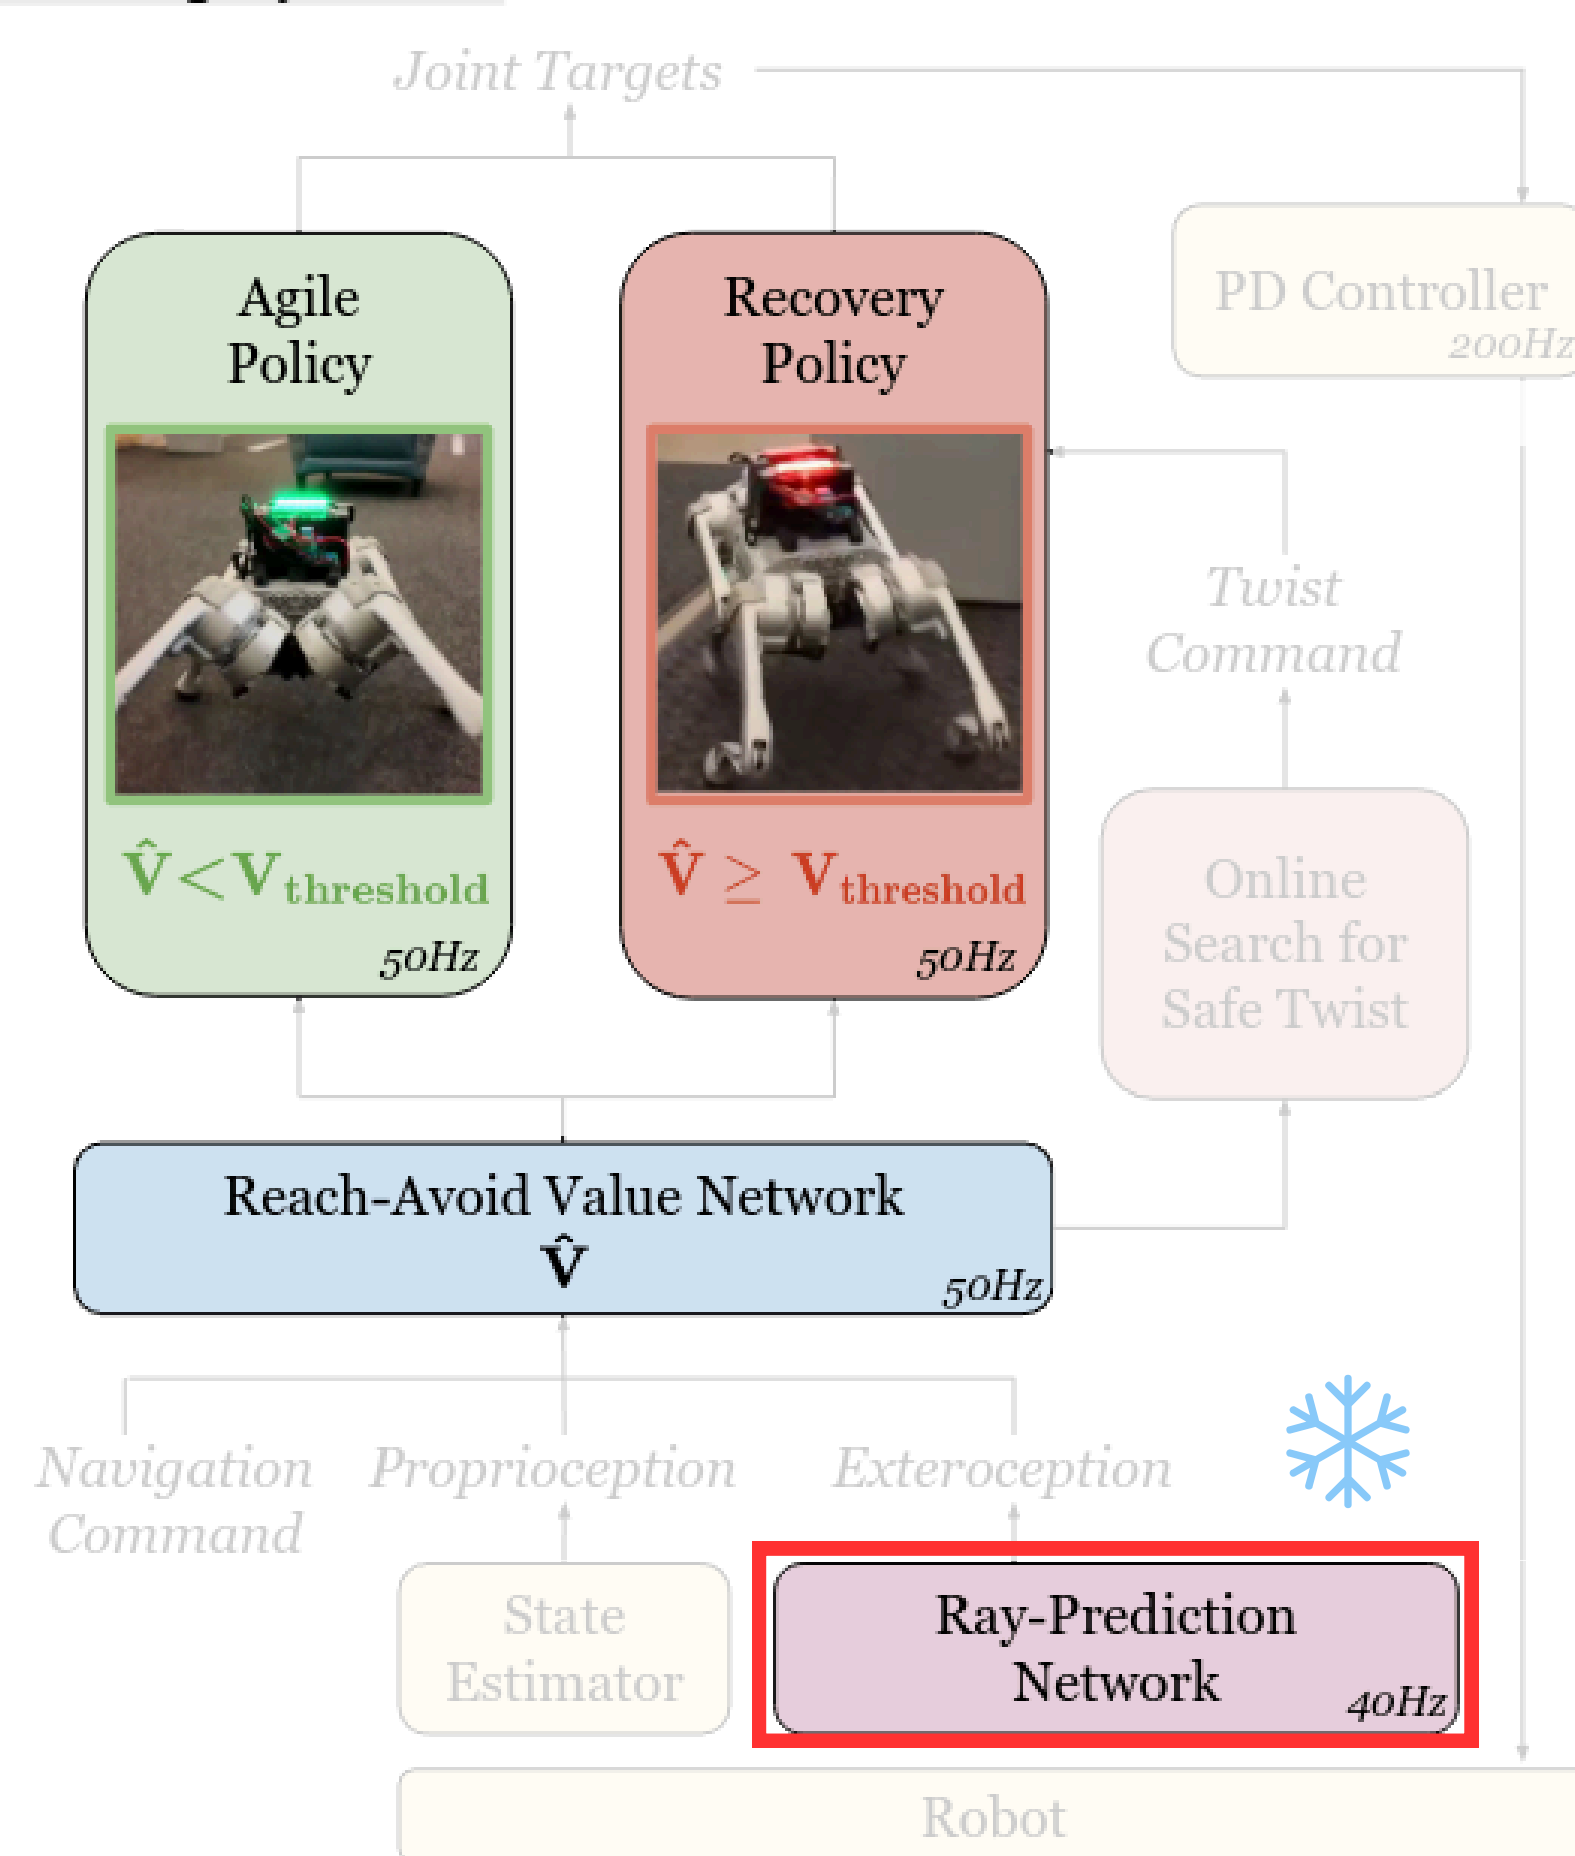 Joint Targets
Agile
Policy
V̂ < V threshold
50Hz
Recovery
Policy
V̂ ≥ V threshold
50Hz
PD Controller
200Hz
Twist
Command
Online
Search for
Safe Twist
Reach-Avoid Value Network
V̂
50Hz
Navigation
Command
Proprioception
Exteroception
State
Estimator
Ray-Prediction
Network
40Hz
Robot